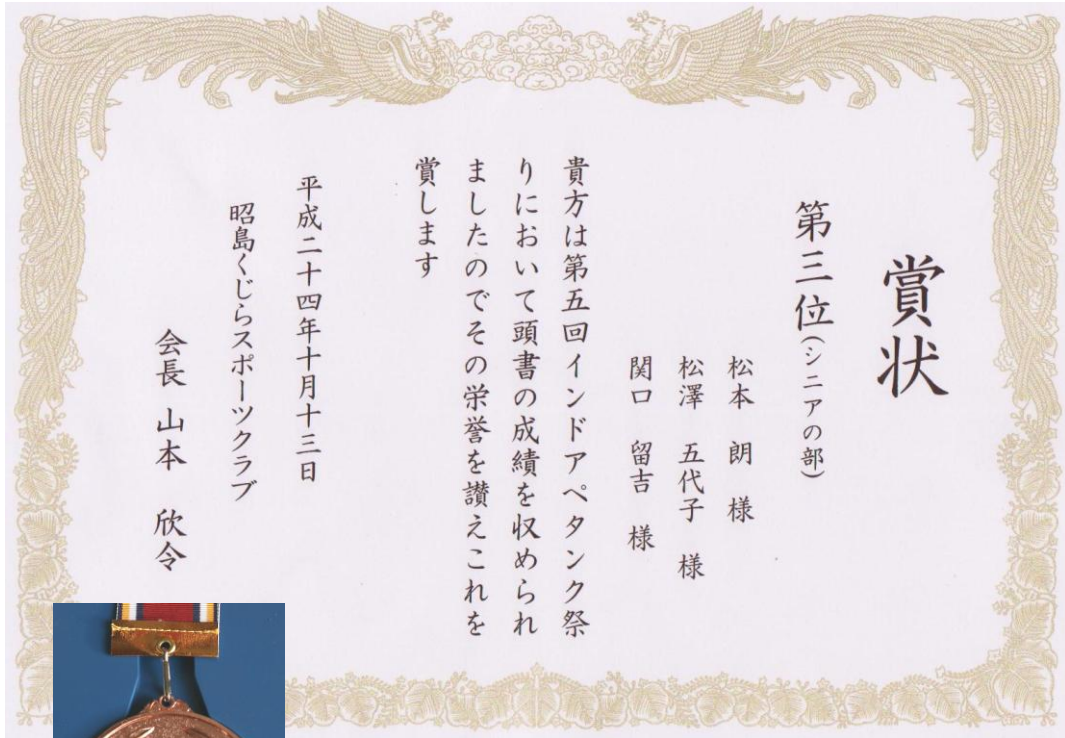 賞状
第三位(シニアの部)
松本 朗 様
松澤 五代子 様
関口 留吉 様
貴方は第五回インドアペタンク祭
りにおいて頭書の成績を収められ
ましたのでその栄誉を讃えこれを
賞します
平成二十四年十月十三日
昭島くじらスポーツクラブ
会長 山本 欣令